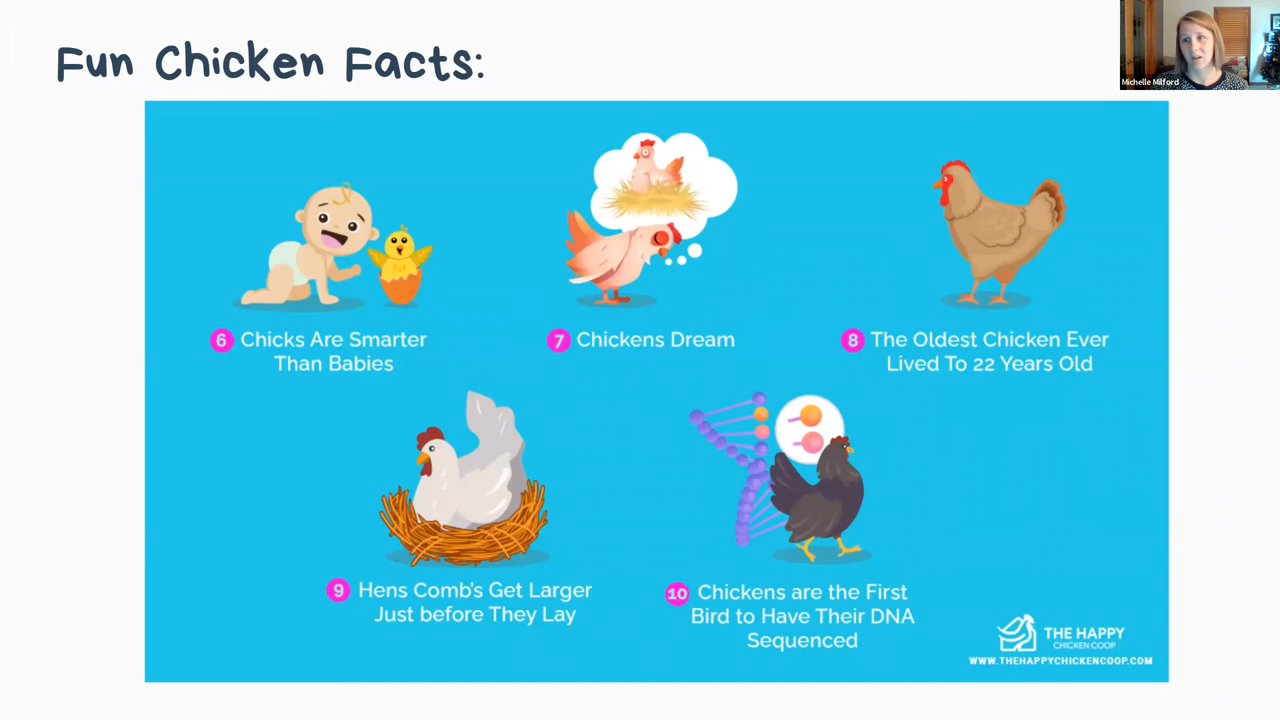 Fun Chicken Facts:
Michelle Milford
6 Chicks Are Smarter
Than Babies
7 Chickens Dream
8 The Oldest Chicken Ever
Lived To 22 Years Old
9 Hens Comb's Get Larger
Just before They Lay
10 Chickens are the First
Bird to Have Their DNA
Sequenced
THE HAPPY
CHICKEN COOP
WWW.THEHAPPYCHICKENCOOP.COM